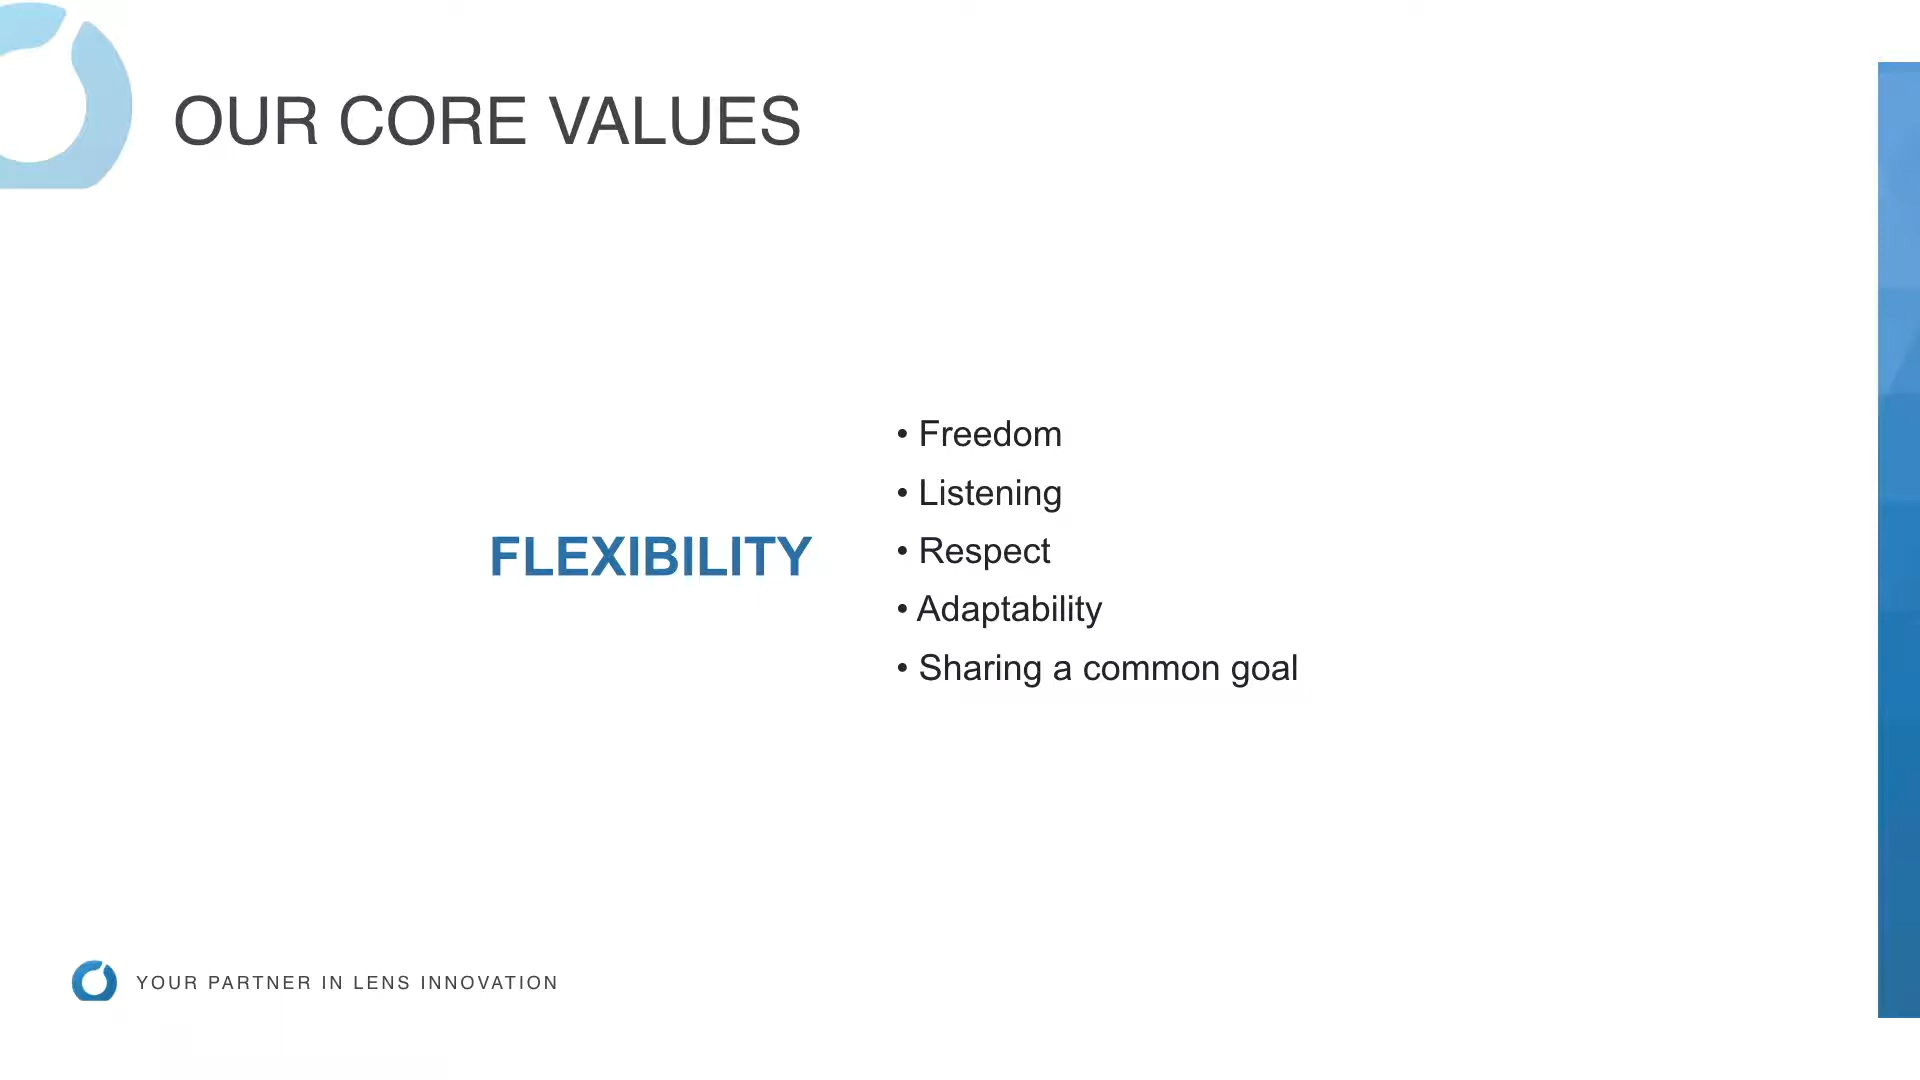 OUR CORE VALUES
FLEXIBILITY
• Freedom
• Listening
• Respect
• Adaptability
• Sharing a common goal
YOUR PARTNER IN LENS INNOVATION